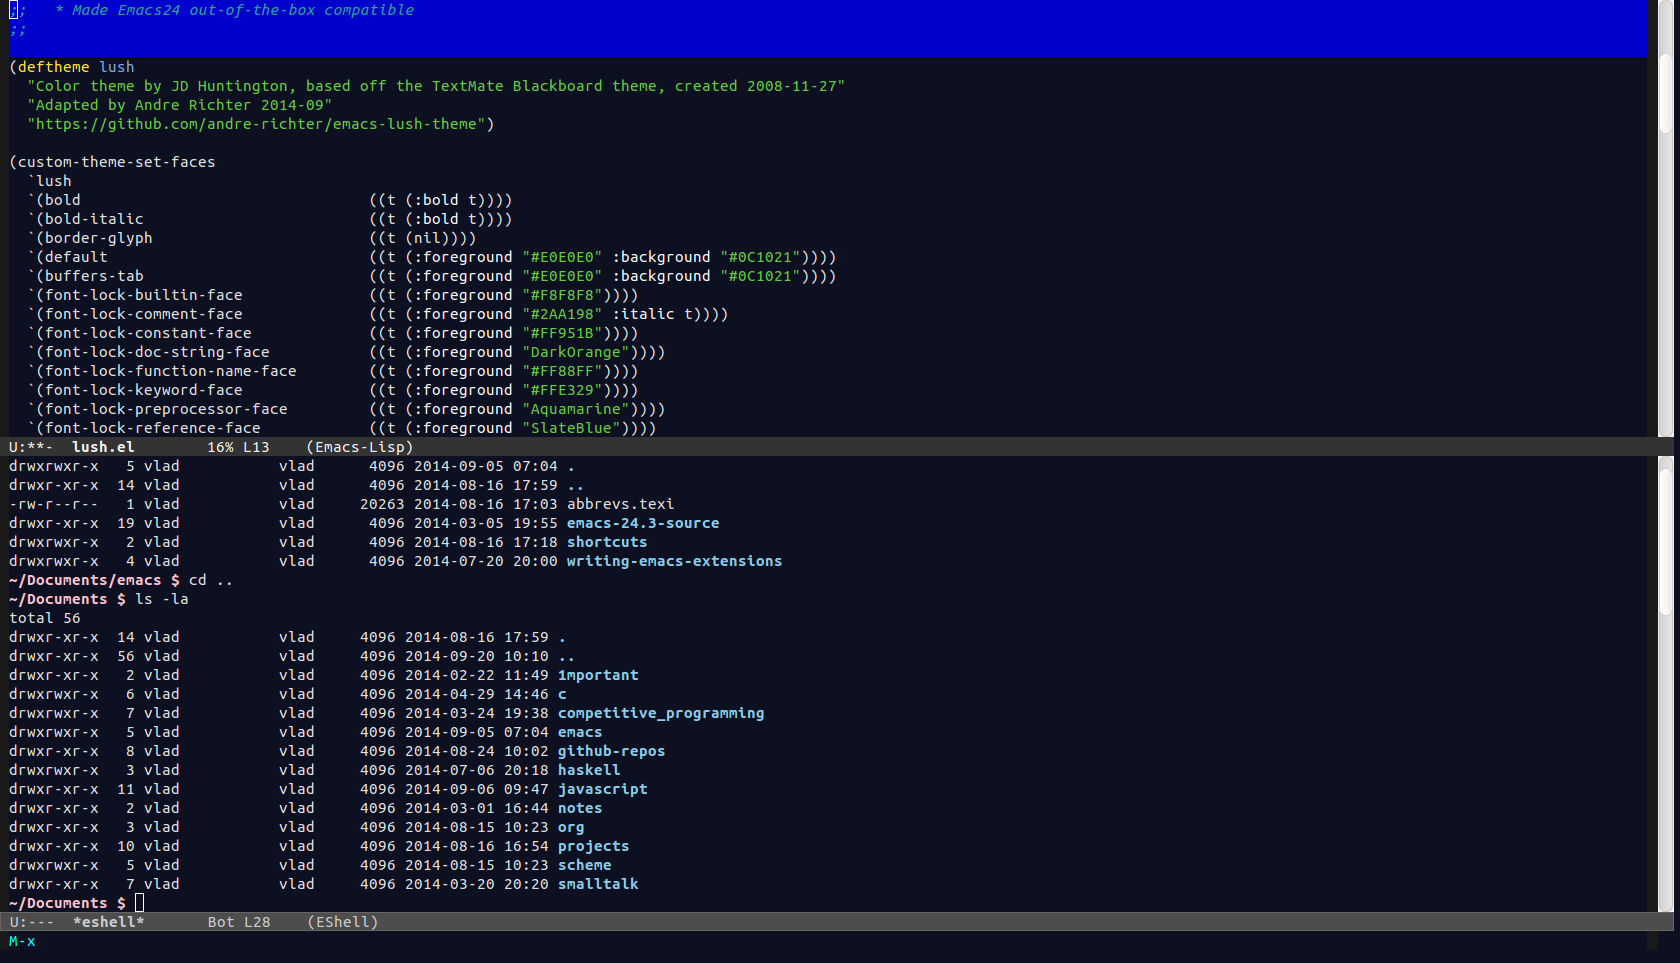 ;;   * Made Emacs24 out-of-the-box compatible
;;
(deftheme lush
  "Color theme by JD Huntington, based off the TextMate Blackboard theme, created 2008-11-27"
  "Adapted by Andre Richter 2014-09"
  "https://github.com/andre-richter/emacs-lush-theme")
(custom-theme-set-faces
  `lush
  `(bold                                ((t (:bold t))))
  `(bold-italic                         ((t (:bold t))))
  `(border-glyph                        ((t (nil))))
  `(default                             ((t (:foreground "#E0E0E0" :background "#0C1021"))))
  `(buffers-tab                         ((t (:foreground "#E0E0E0" :background "#0C1021"))))
  `(font-lock-builtin-face              ((t (:foreground "#F8F8F8"))))
  `(font-lock-comment-face              ((t (:foreground "#2AA198" :italic t))))
  `(font-lock-constant-face             ((t (:foreground "#FF951B"))))
  `(font-lock-doc-string-face           ((t (:foreground "DarkOrange"))))
  `(font-lock-function-name-face        ((t (:foreground "#FF88FF"))))
  `(font-lock-keyword-face              ((t (:foreground "#FFE329"))))
  `(font-lock-preprocessor-face         ((t (:foreground "Aquamarine"))))
  `(font-lock-reference-face            ((t (:foreground "SlateBlue"))))
U:**-  lush.el        16% L13    (Emacs-Lisp)
drwxrwxr-x   5 vlad           vlad      4096 2014-09-05 07:04 .
drwxr-xr-x  14 vlad           vlad      4096 2014-08-16 17:59 ..
-rw-r--r--   1 vlad           vlad     20263 2014-08-16 17:03 abbrevs.texi
drwxr-xr-x  19 vlad           vlad      4096 2014-03-05 19:55 emacs-24.3-source
drwxr-xr-x   2 vlad           vlad      4096 2014-08-16 17:18 shortcuts
drwxrwxr-x   4 vlad           vlad      4096 2014-07-20 20:00 writing-emacs-extensions
~/Documents/emacs $ cd ..
~/Documents $ ls -la
total 56
drwxr-xr-x  14 vlad           vlad     4096 2014-08-16 17:59 .
drwxr-xr-x  56 vlad           vlad     4096 2014-09-20 10:10 ..
drwxrwxr-x   2 vlad           vlad     4096 2014-02-22 11:49 1mportant
drwxrwxr-x   6 vlad           vlad     4096 2014-04-29 14:46 c
drwxrwxr-x   7 vlad           vlad     4096 2014-03-24 19:38 competitive_programming
drwxrwxr-x   5 vlad           vlad     4096 2014-09-05 07:04 emacs
drwxrwxr-x   8 vlad           vlad     4096 2014-08-24 10:02 github-repos
drwxrwxr-x   3 vlad           vlad     4096 2014-07-06 20:18 haskell
drwxr-xr-x  11 vlad           vlad     4096 2014-09-06 09:47 javascript
drwxr-xr-x   2 vlad           vlad     4096 2014-03-01 16:44 notes
drwxr-xr-x   3 vlad           vlad     4096 2014-08-15 10:23 org
drwxr-xr-x  10 vlad           vlad     4096 2014-08-16 16:54 projects
drwxrwxr-x   5 vlad           vlad     4096 2014-08-15 10:23 scheme
drwxr-xr-x   7 vlad           vlad     4096 2014-03-20 20:20 smalltalk
~/Documents $
U:---  *eshell*       Bot L28    (EShell)
M-x